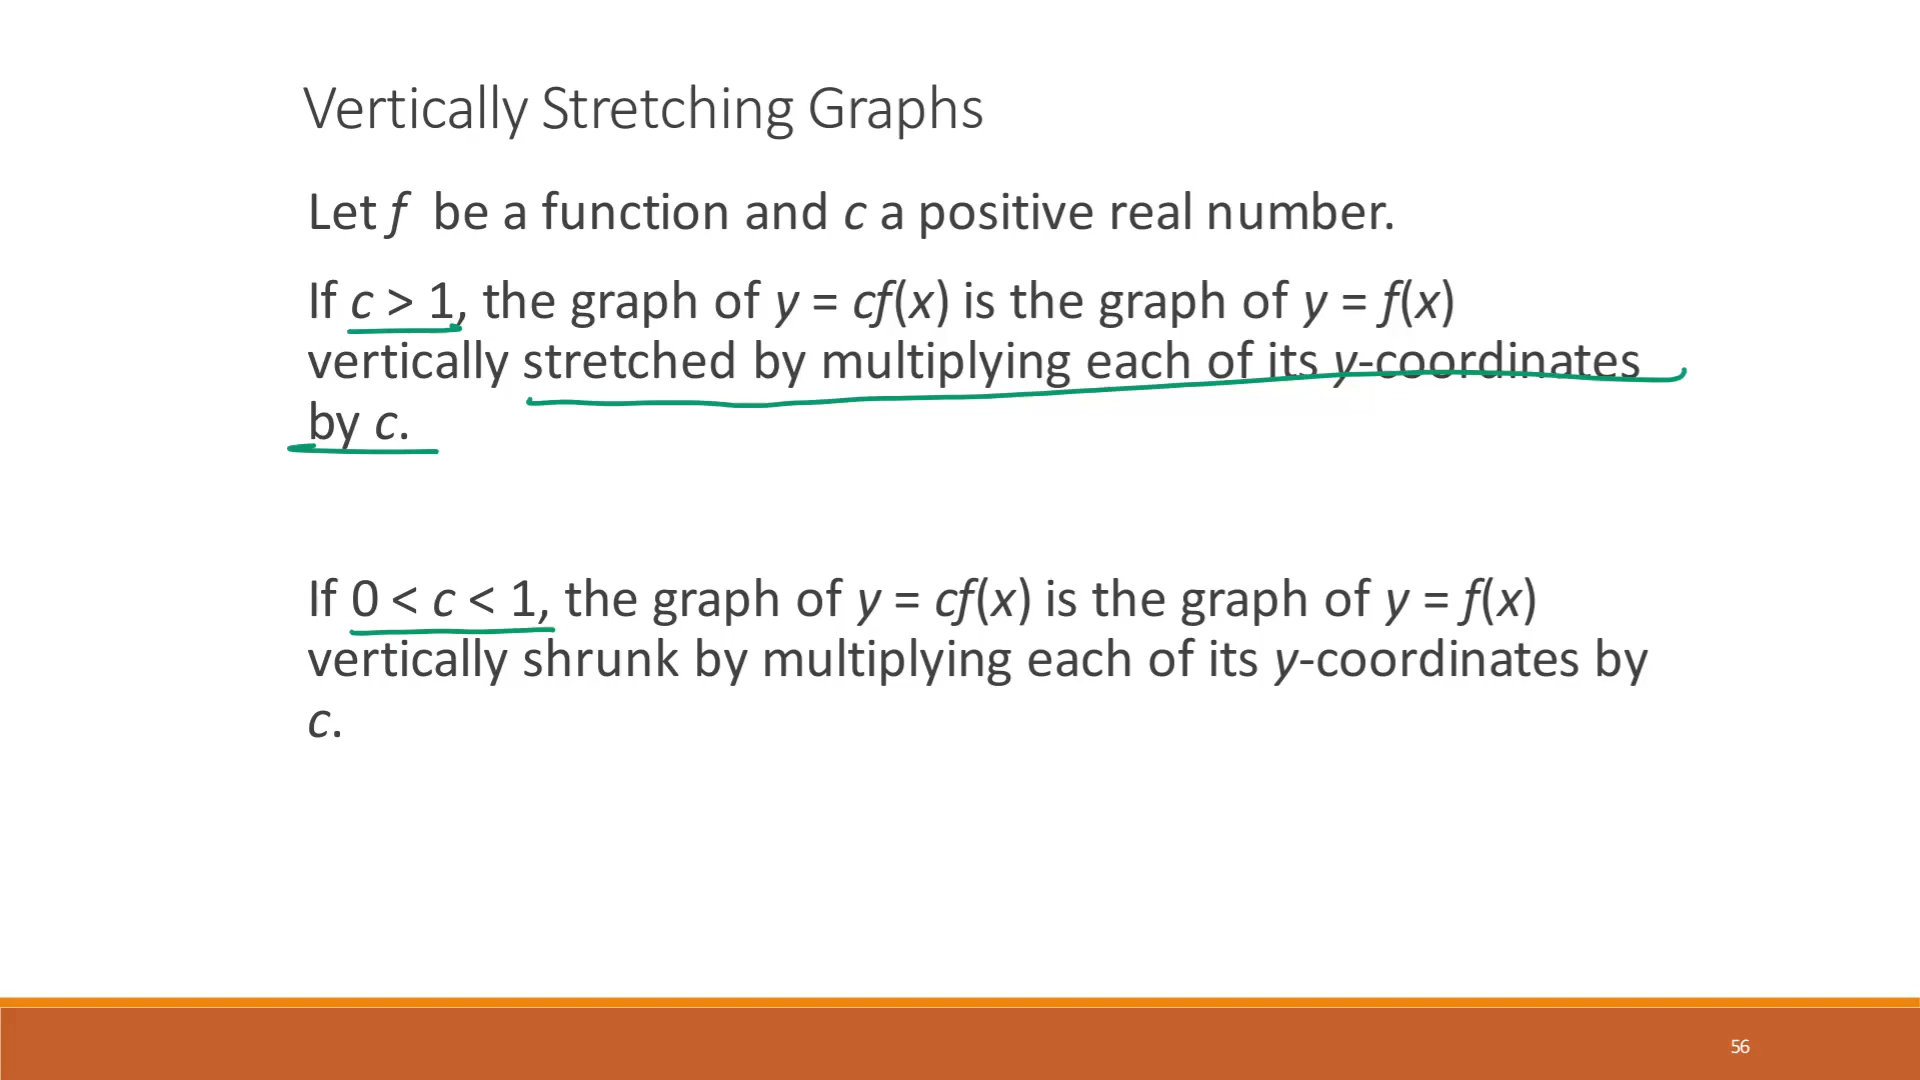 Vertically Stretching Graphs
Let f be a function and c a positive real number.
If c > 1, the graph of y = cf(x) is the graph of y = f(x)
vertically stretched by multiplying each of its y-coordinates
by c.
If 0 < c < 1, the graph of y = cf(x) is the graph of y = f(x)
vertically shrunk by multiplying each of its y-coordinates by
c.
56